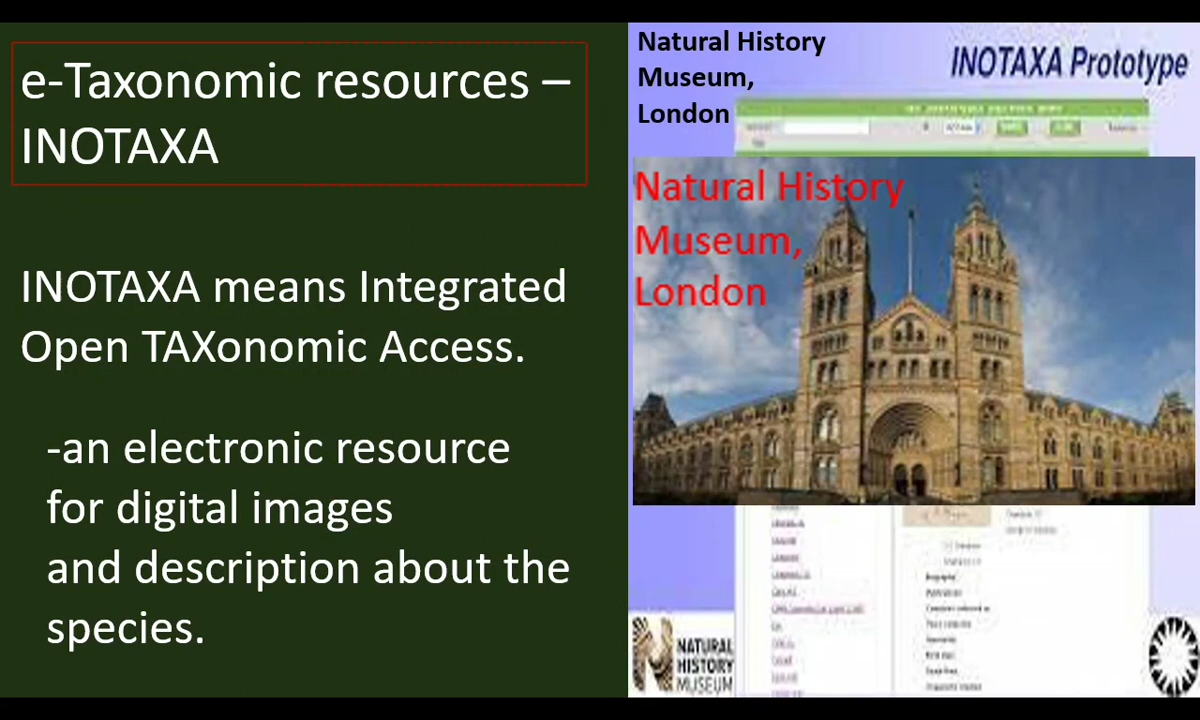 e-Taxonomic resources –
INOTAXA
INOTAXA means Integrated
Open TAXonomic Access.
-an electronic resource
for digital images
and description about the
species.
Natural History
Museum,
London
INOTAXA Prototype
Natural History
Museum,
London
NATURAL
HISTORY
MUSEUM